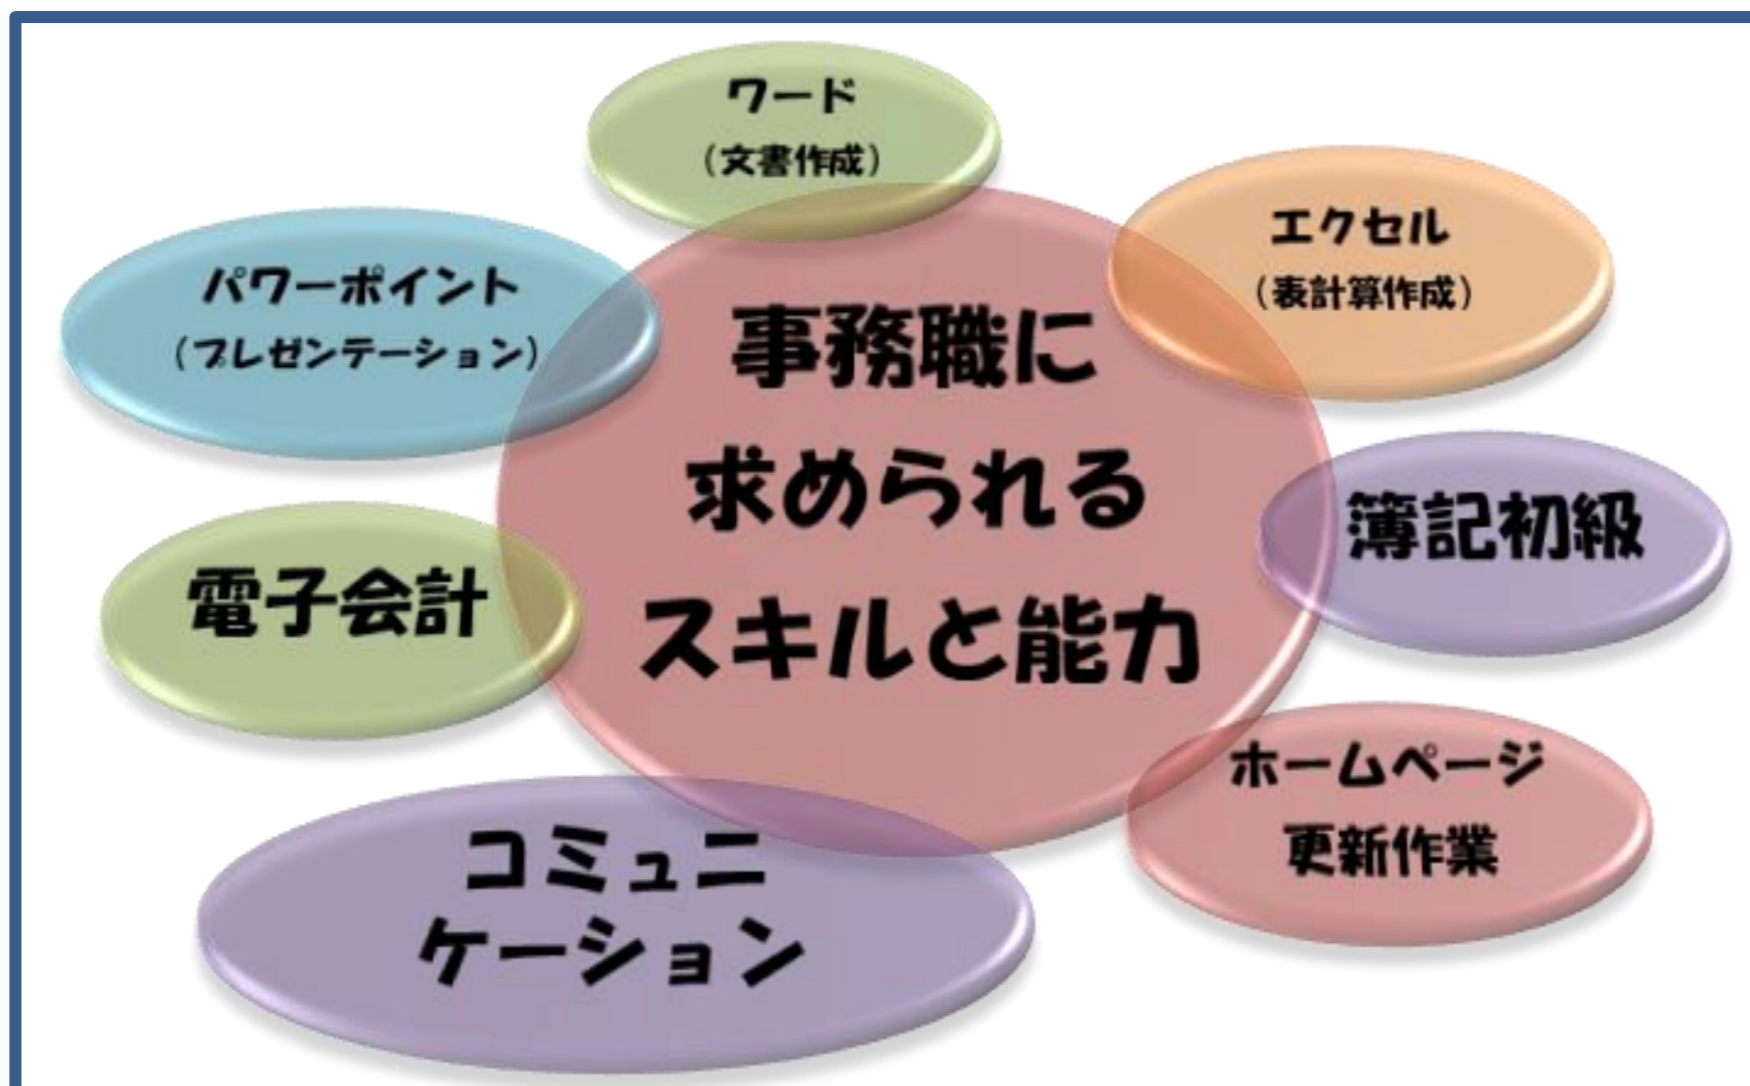 ワード
(文書作成)
エクセル
(表計算作成)
パワーポイント
(プレゼンテーション)
事務職に
求められる
スキルと能力
簿記初級
電子会計
ホームページ
更新作業
コミュニ
ケーション